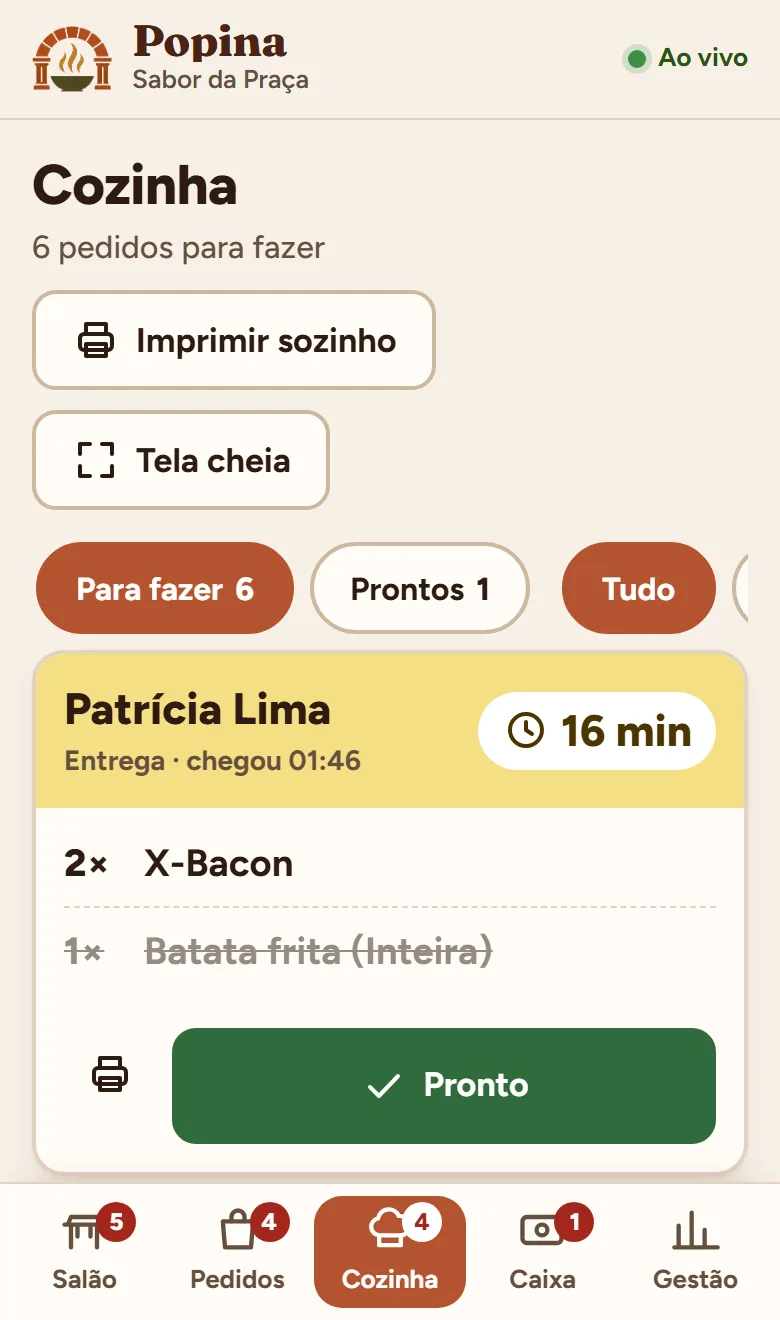 Popina
Sabor da Praça
Ao vivo
Cozinha
6 pedidos para fazer
Imprimir sozinho
Tela cheia
Para fazer 6
Prontos 1
Tudo
Patrícia Lima
Entrega · chegou 01:46
16 min
2× X-Bacon
1× Batata frita (Inteira)
Pronto
5
4
4
1
Salão
Pedidos
Cozinha
Caixa
Gestão